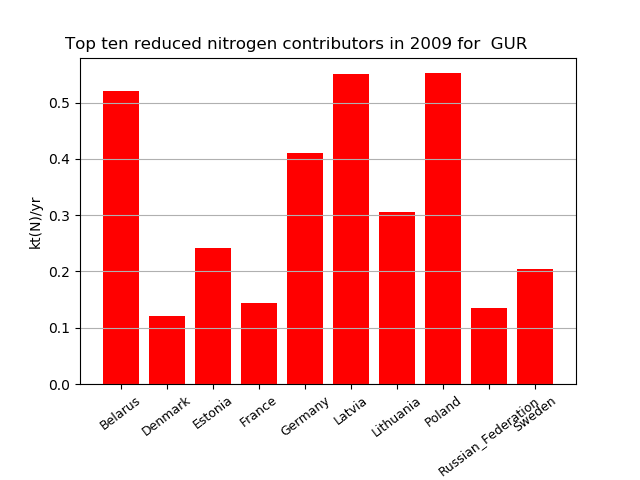 Top ten reduced nitrogen contributors in 2009 for  GUR
kt(N)/yr
0.5
0.4
0.3
0.2
0.1
0.0
Belarus
Denmark
Estonia
France
Germany
Latvia
Lithuania
Poland
Russian_Federation
Sweden